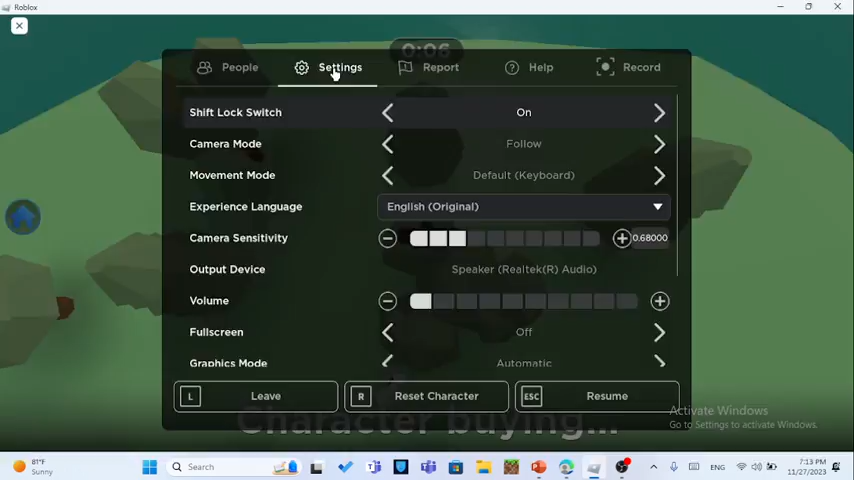 Roblox
0:06
People
Settings
Report
Help
Record
Shift Lock Switch
On
Camera Mode
Follow
Movement Mode
Default (Keyboard)
Experience Language
English (Original)
Camera Sensitivity
0.68000
Output Device
Speaker (Realtek(R) Audio)
Volume
Fullscreen
Off
Graphics Mode
Automatic
L
Leave
R
Reset Character
ESC
Resume
Character buying...
Activate Windows
Go to Settings to activate Windows.
81°F
Sunny
Search
ENG
7:13 PM
11/27/2023